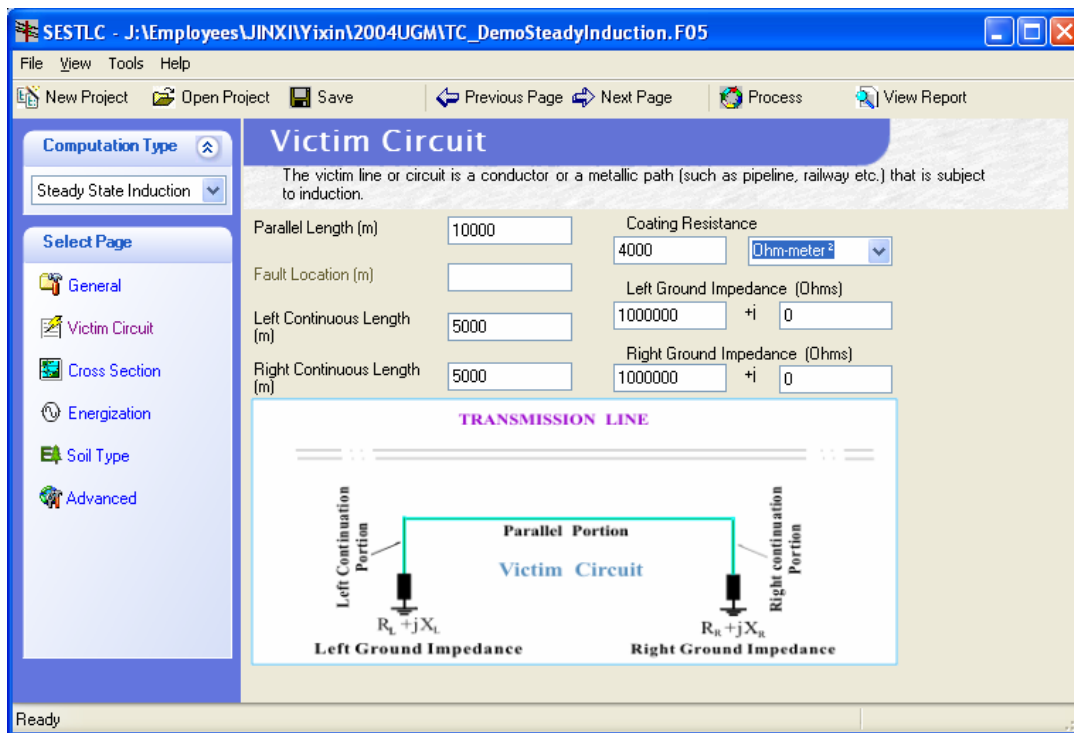 SESTLC - J:\Employees\JINXI\Yixin\2004UGM\TC_DemoSteadyInduction.F05
File View Tools Help
New Project Open Project Save Previous Page Next Page Process View Report
Computation Type
Steady State Induction
Select Page
General
Victim Circuit
Cross Section
Energization
Soil Type
Advanced
Victim Circuit
The victim line or circuit is a conductor or a metallic path (such as pipeline, railway etc.) that is subject
to induction.
Parallel Length (m) 10000
Fault Location (m)
Left Continuous Length
(m) 5000
Right Continuous Length
(m) 5000
Coating Resistance
4000 Ohm-meter²
Left Ground Impedance (Ohms)
1000000 +i 0
Right Ground Impedance (Ohms)
1000000 +i 0
TRANSMISSION LINE
Left Continuation
Portion
Parallel Portion
Victim Circuit
Right continuation
Portion
R_L +jX_L
R_R +jX_R
Left Ground Impedance
Right Ground Impedance
Ready